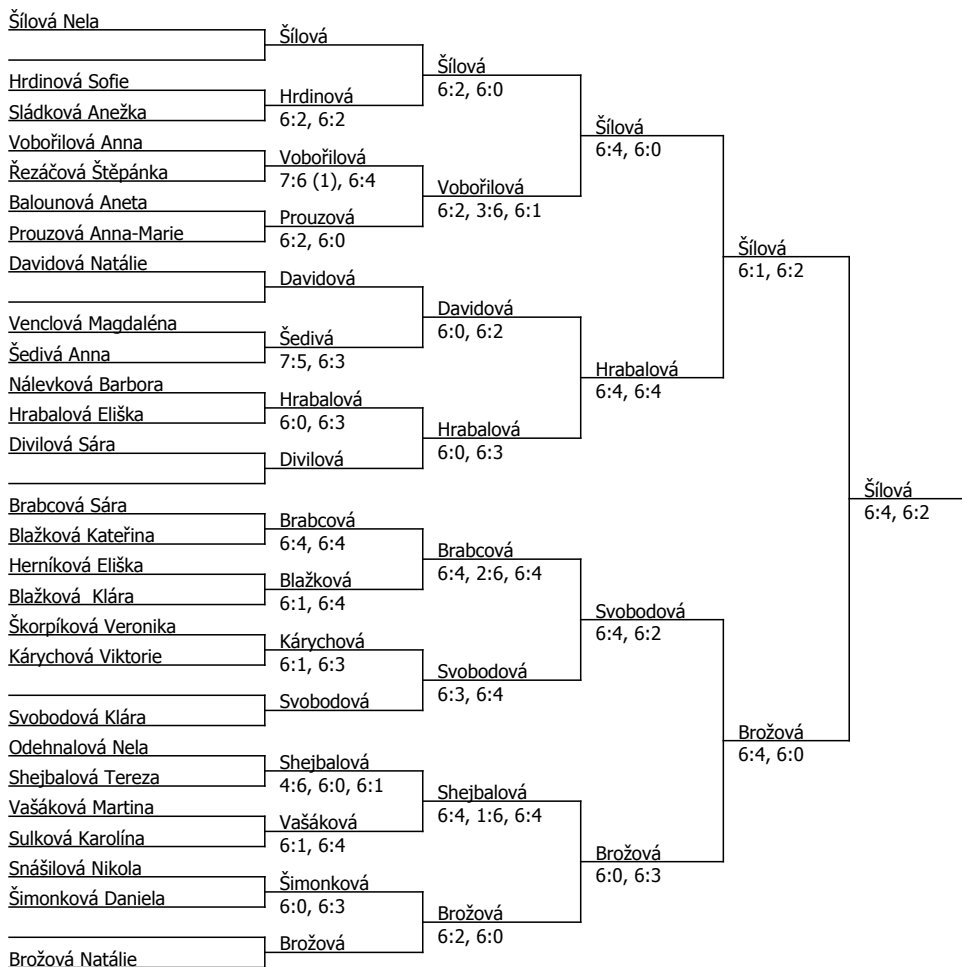 Šílová Nela
Hrdinová Sofie
Sládková Anežka
Vobořilová Anna
Řezáčová Štěpánka
Balounová Aneta
Prouzová Anna-Marie
Davidová Natálie
Venclová Magdaléna
Šedivá Anna
Nálevková Barbora
Hrabalová Eliška
Divilová Sára
Brabcová Sára
Blažková Kateřina
Herníková Eliška
Blažková  Klára
Škorpíková Veronika
Kárychová Viktorie
Svobodová Klára
Odehnalová Nela
Shejbalová Tereza
Vašáková Martina
Sulková Karolína
Snášilová Nikola
Šimonková Daniela
Brožová Natálie
Šílová
Hrdinová
6:2, 6:2
Vobořilová
7:6 (1), 6:4
Prouzová
6:2, 6:0
Davidová
Šedivá
7:5, 6:3
Hrabalová
6:0, 6:3
Divilová
Brabcová
6:4, 6:4
Blažková
6:1, 6:4
Kárychová
6:1, 6:3
Svobodová
Shejbalová
4:6, 6:0, 6:1
Vašáková
6:1, 6:4
Šimonková
6:0, 6:3
Brožová
Šílová
6:2, 6:0
Vobořilová
6:2, 3:6, 6:1
Davidová
6:0, 6:2
Hrabalová
6:0, 6:3
Brabcová
6:4, 2:6, 6:4
Svobodová
6:3, 6:4
Shejbalová
6:4, 1:6, 6:4
Brožová
6:2, 6:0
Šílová
6:4, 6:0
Hrabalová
6:4, 6:4
Svobodová
6:4, 6:2
Brožová
6:0, 6:3
Šílová
6:1, 6:2
Brožová
6:4, 6:0
Šílová
6:4, 6:2